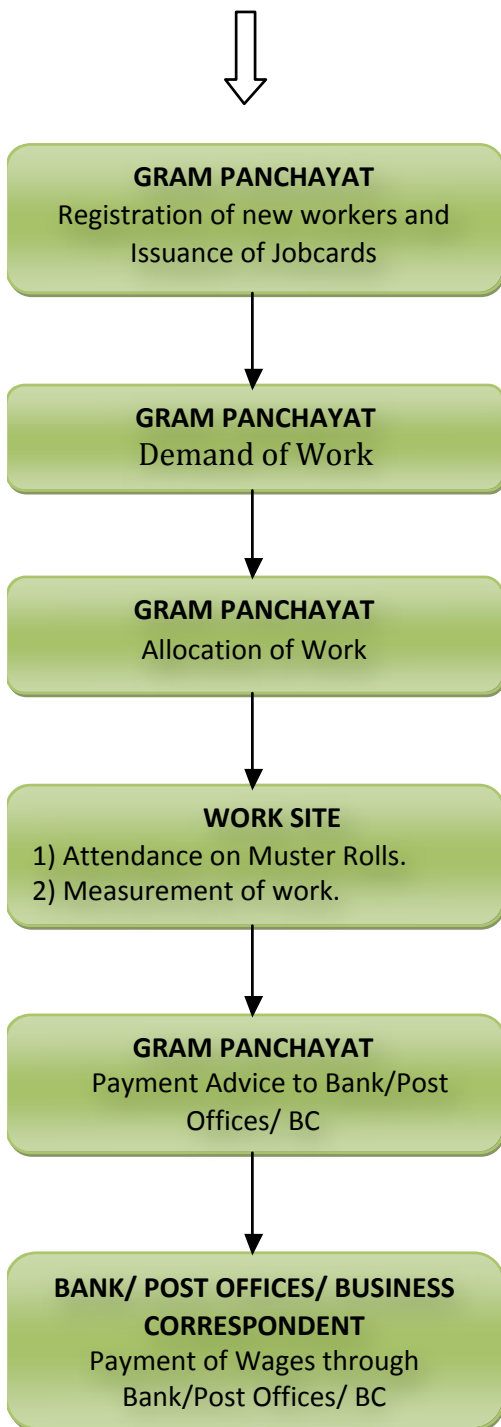 GRAM PANCHAYAT
Registration of new workers and
Issuance of Jobcards
GRAM PANCHAYAT
Demand of Work
GRAM PANCHAYAT
Allocation of Work
WORK SITE
1) Attendance on Muster Rolls.
2) Measurement of work.
GRAM PANCHAYAT
Payment Advice to Bank/Post
Offices/ BC
BANK/ POST OFFICES/ BUSINESS
CORRESPONDENT
Payment of Wages through
Bank/Post Offices/ BC